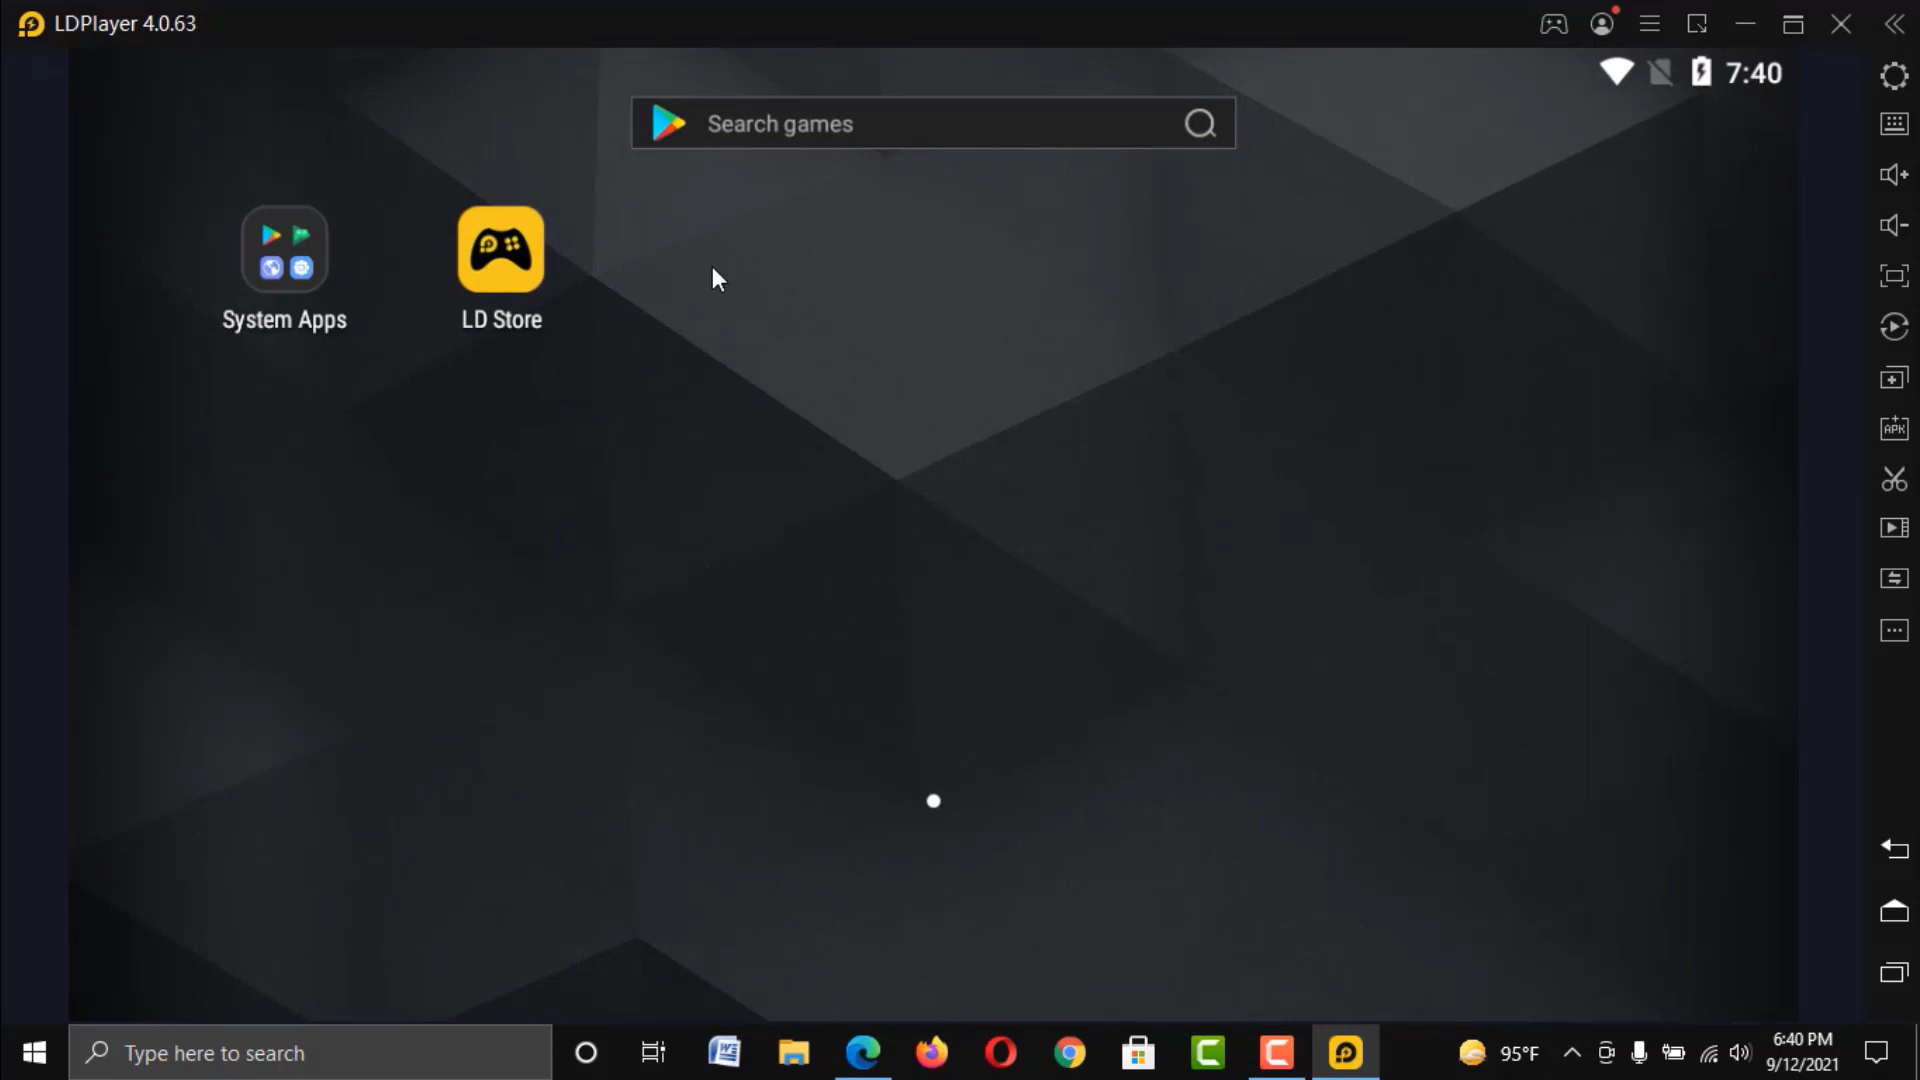 LDPlayer 4.0.63
7:40
Search games
System Apps
LD Store
APK
Type here to search
W
95°F
6:40 PM
9/12/2021